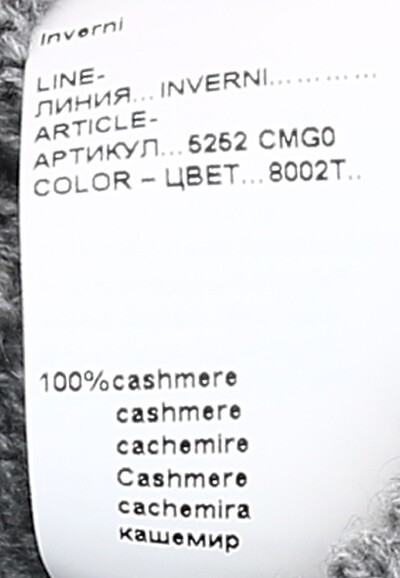 Inverni
LINE-
ЛИНИЯ...INVERNI............
ARTICLE-
АРТИКУЛ...5252 CMG0
COLOR – ЦВЕТ...8002T..
100%cashmere
cashmere
cachemire
Cashmere
cachemira
кашемир